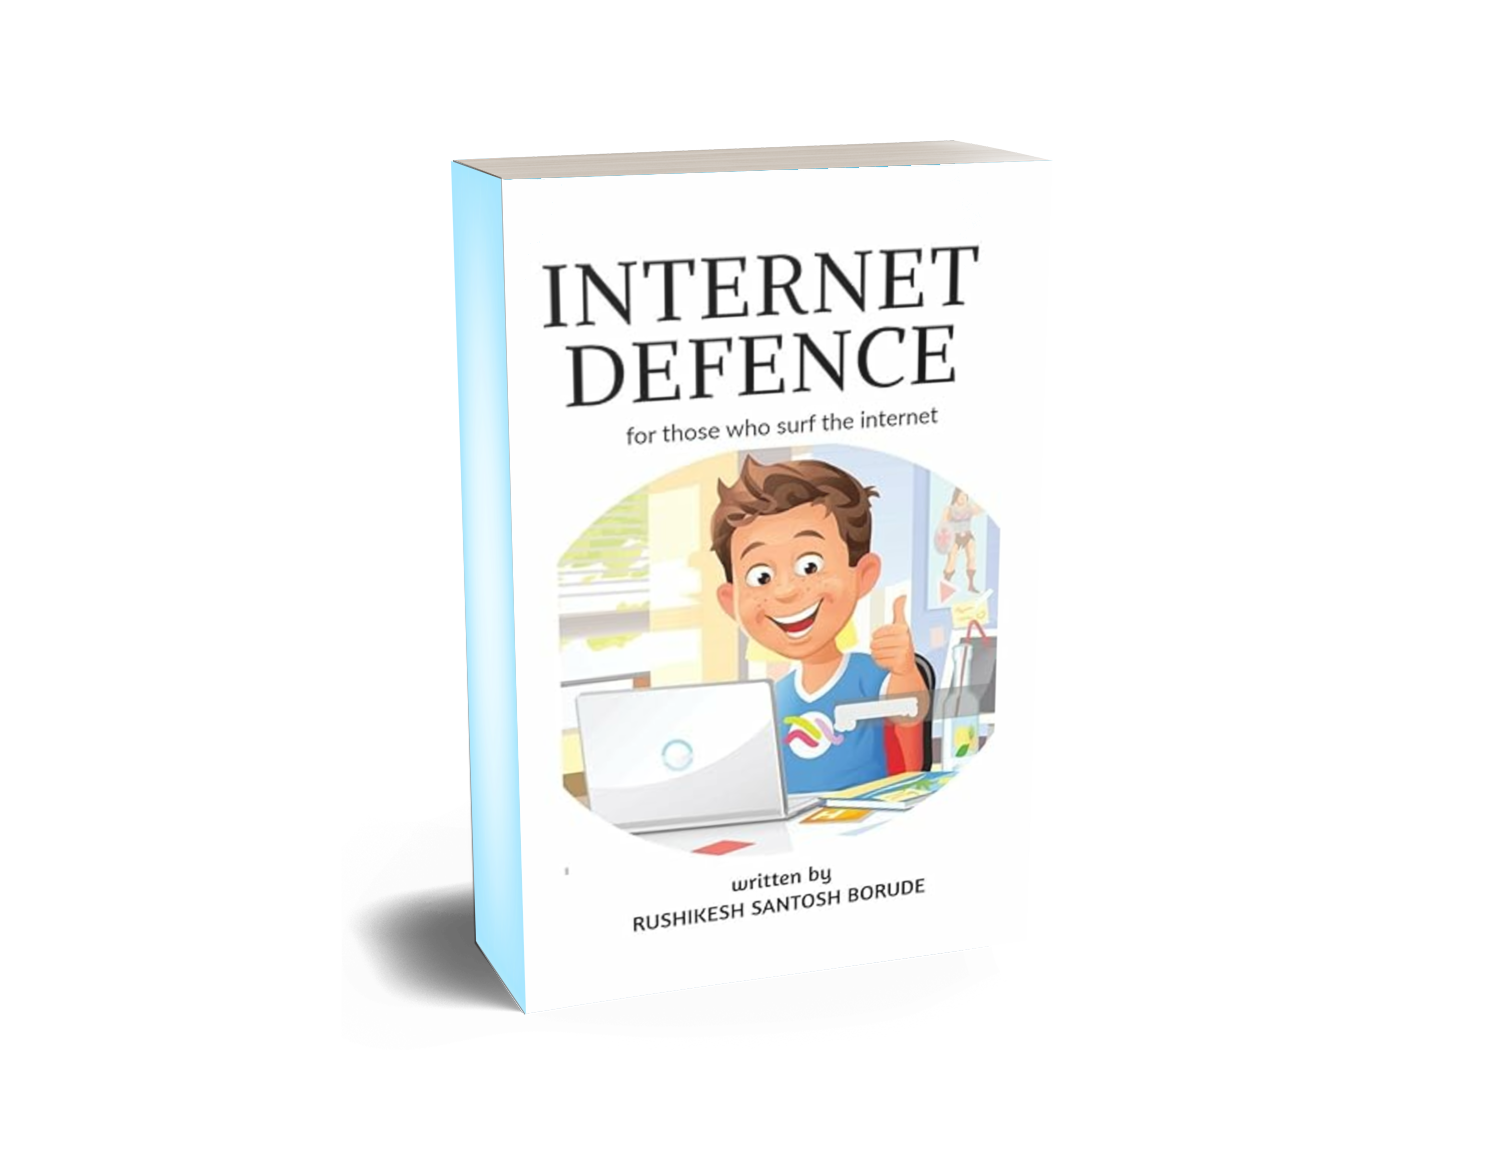 INTERNET
DEFENCE
for those who surf the internet
written by
RUSHIKESH SANTOSH BORUDE